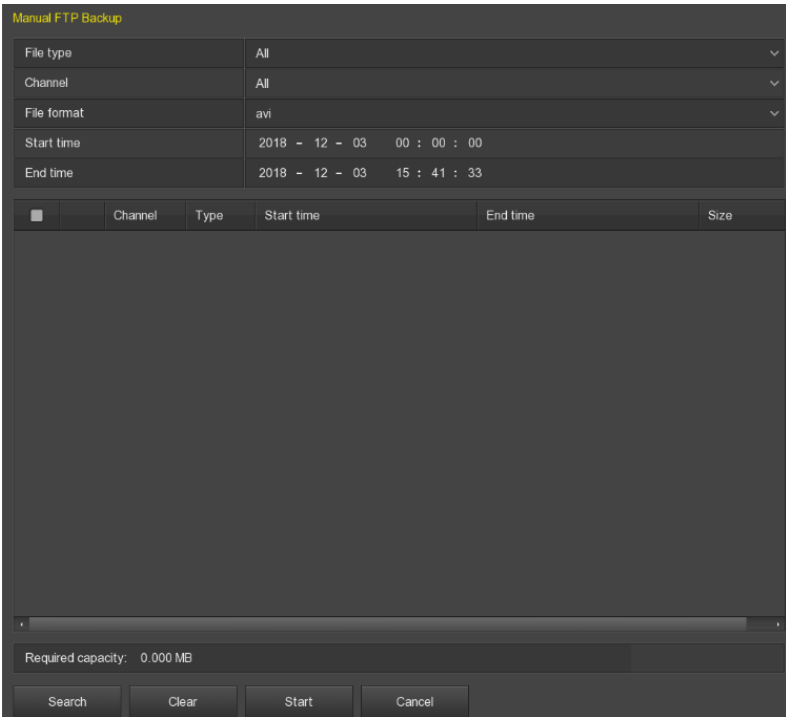 Manual FTP Backup
File type All
Channel All
File format avi
Start time 2018 - 12 - 03 00 : 00 : 00
End time 2018 - 12 - 03 15 : 41 : 33
Channel Type Start time End time Size
Required capacity: 0.000 MB
Search Clear Start Cancel